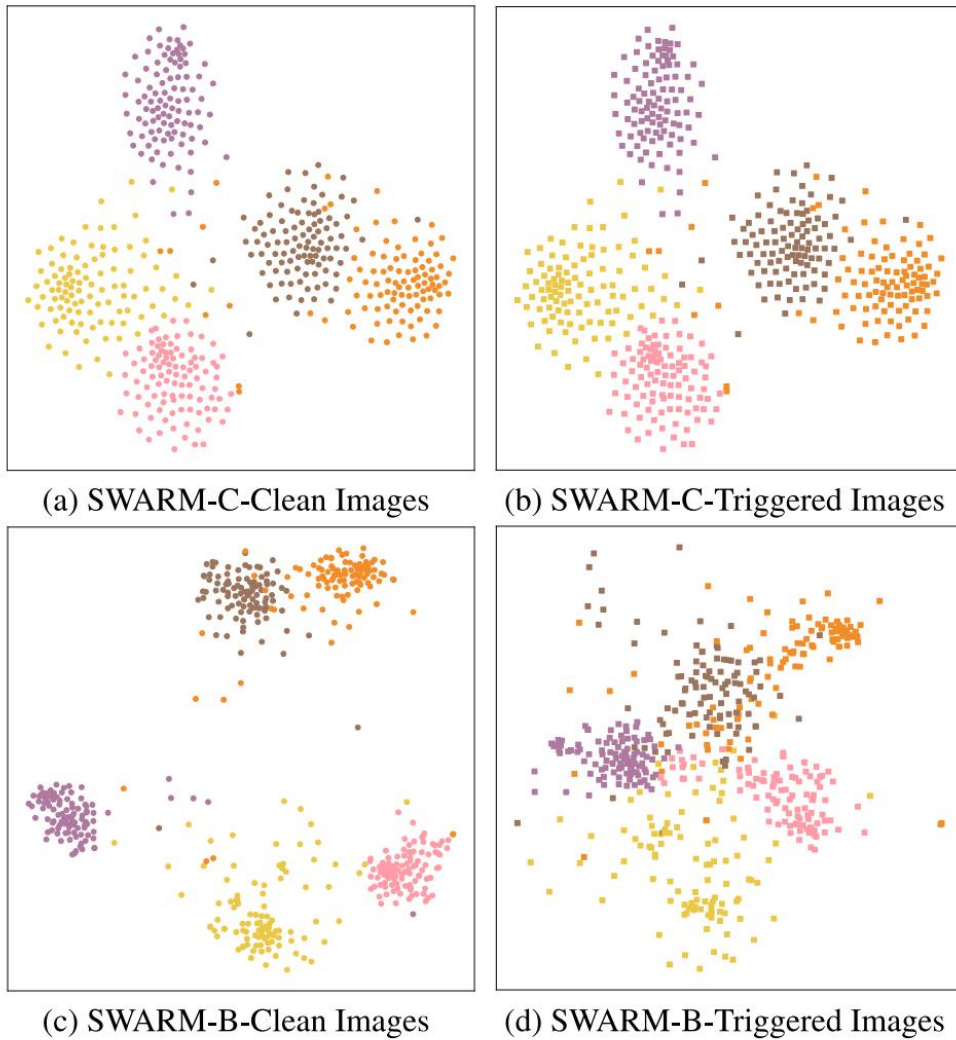 (a) SWARM-C-Clean Images
(b) SWARM-C-Triggered Images
(c) SWARM-B-Clean Images
(d) SWARM-B-Triggered Images